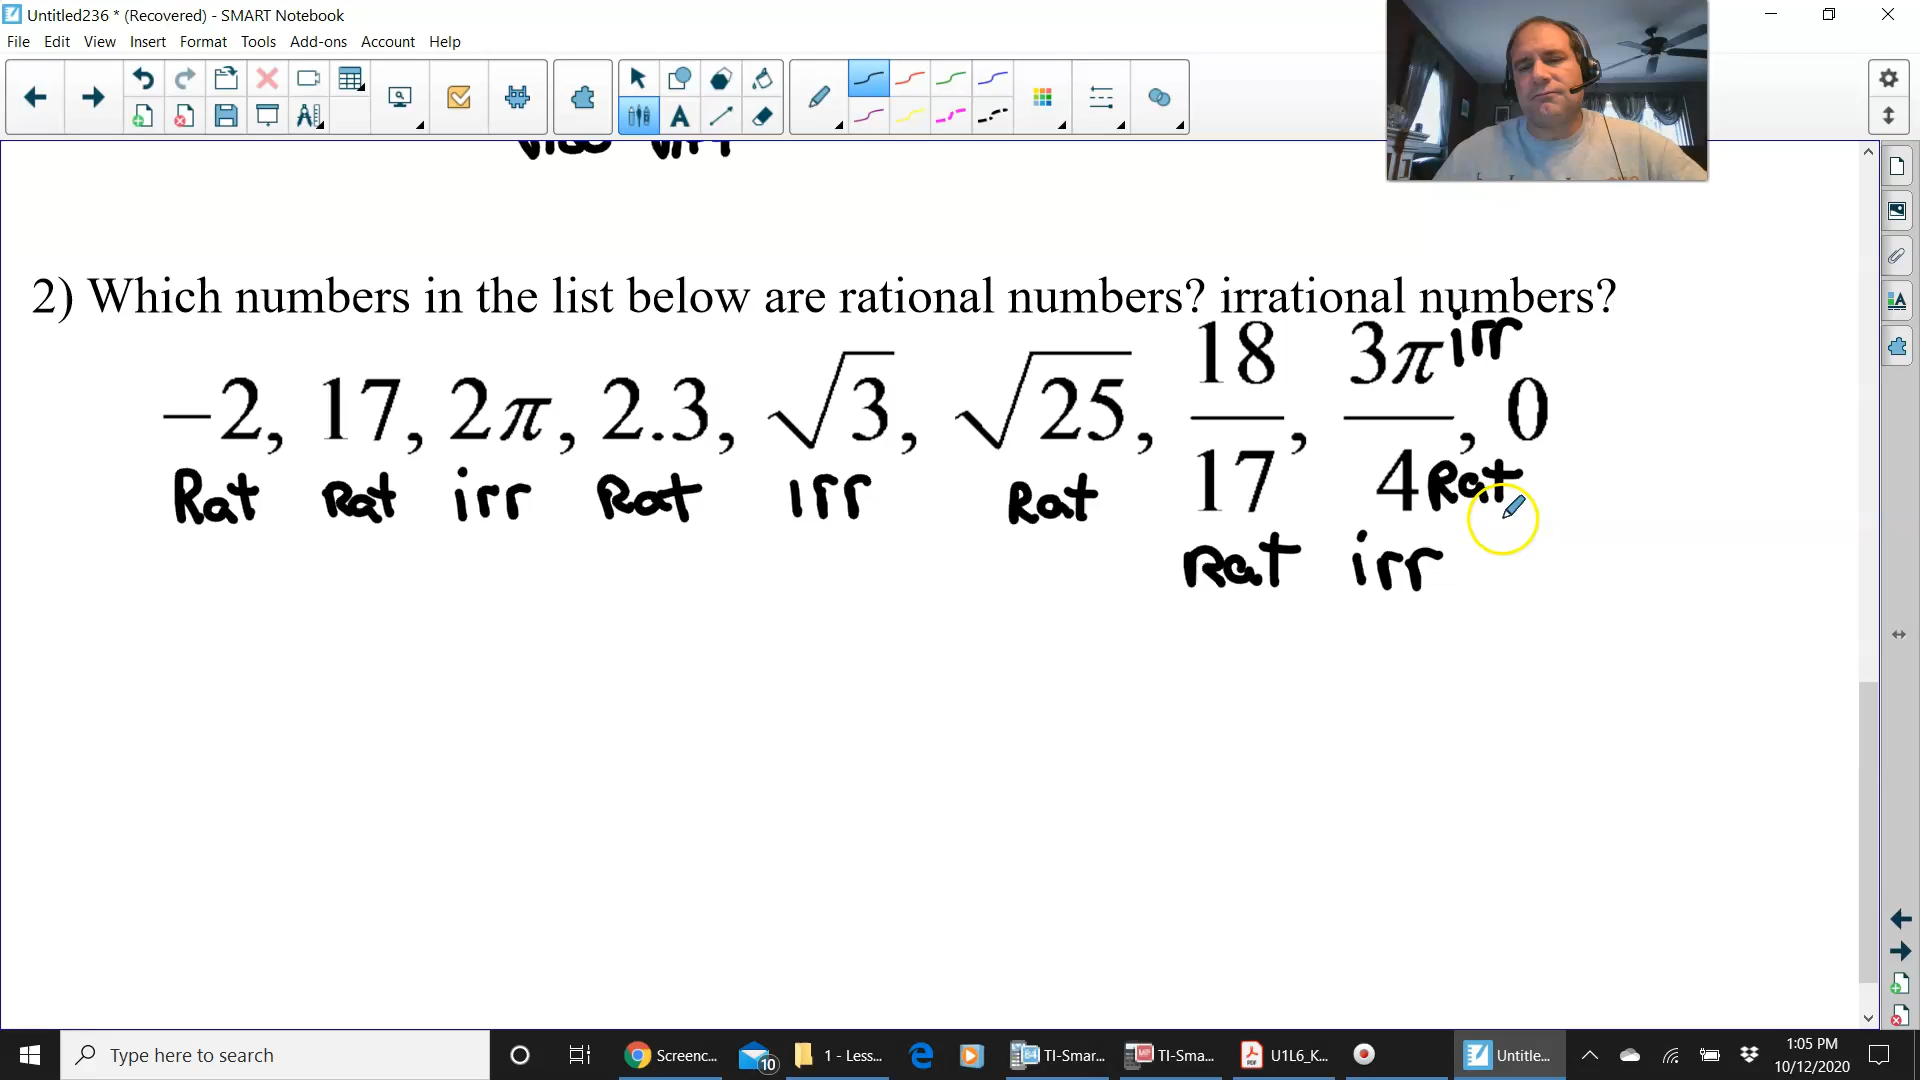 Untitled236 * (Recovered) - SMART Notebook
File Edit View Insert Format Tools Add-ons Account Help
2) Which numbers in the list below are rational numbers? irrational numbers?
−2, 17, 2π, 2.3, √3, √25, 18/17, 3π/4, 0
irr
Rat Rat irr Rat Irr Rat Rat
Rat irr
Type here to search
10
Screenc...
1 - Less...
TI-Smar...
TI-Sma...
U1L6_K...
Untitle...
1:05 PM
10/12/2020